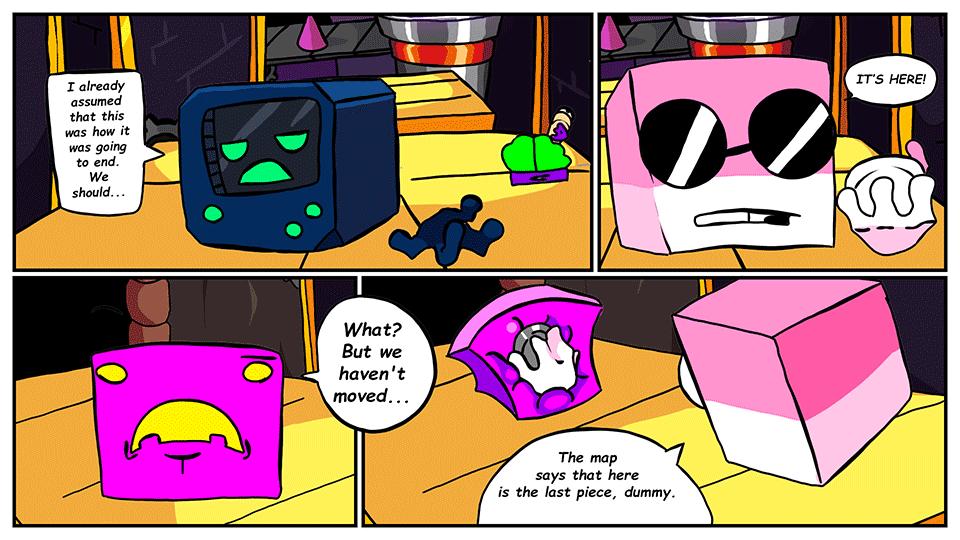 I already
assumed
that this
was how it
was going
to end.
We
should...
IT'S HERE!
What?
But we
haven't
moved...
The map
says that here
is the last piece, dummy.